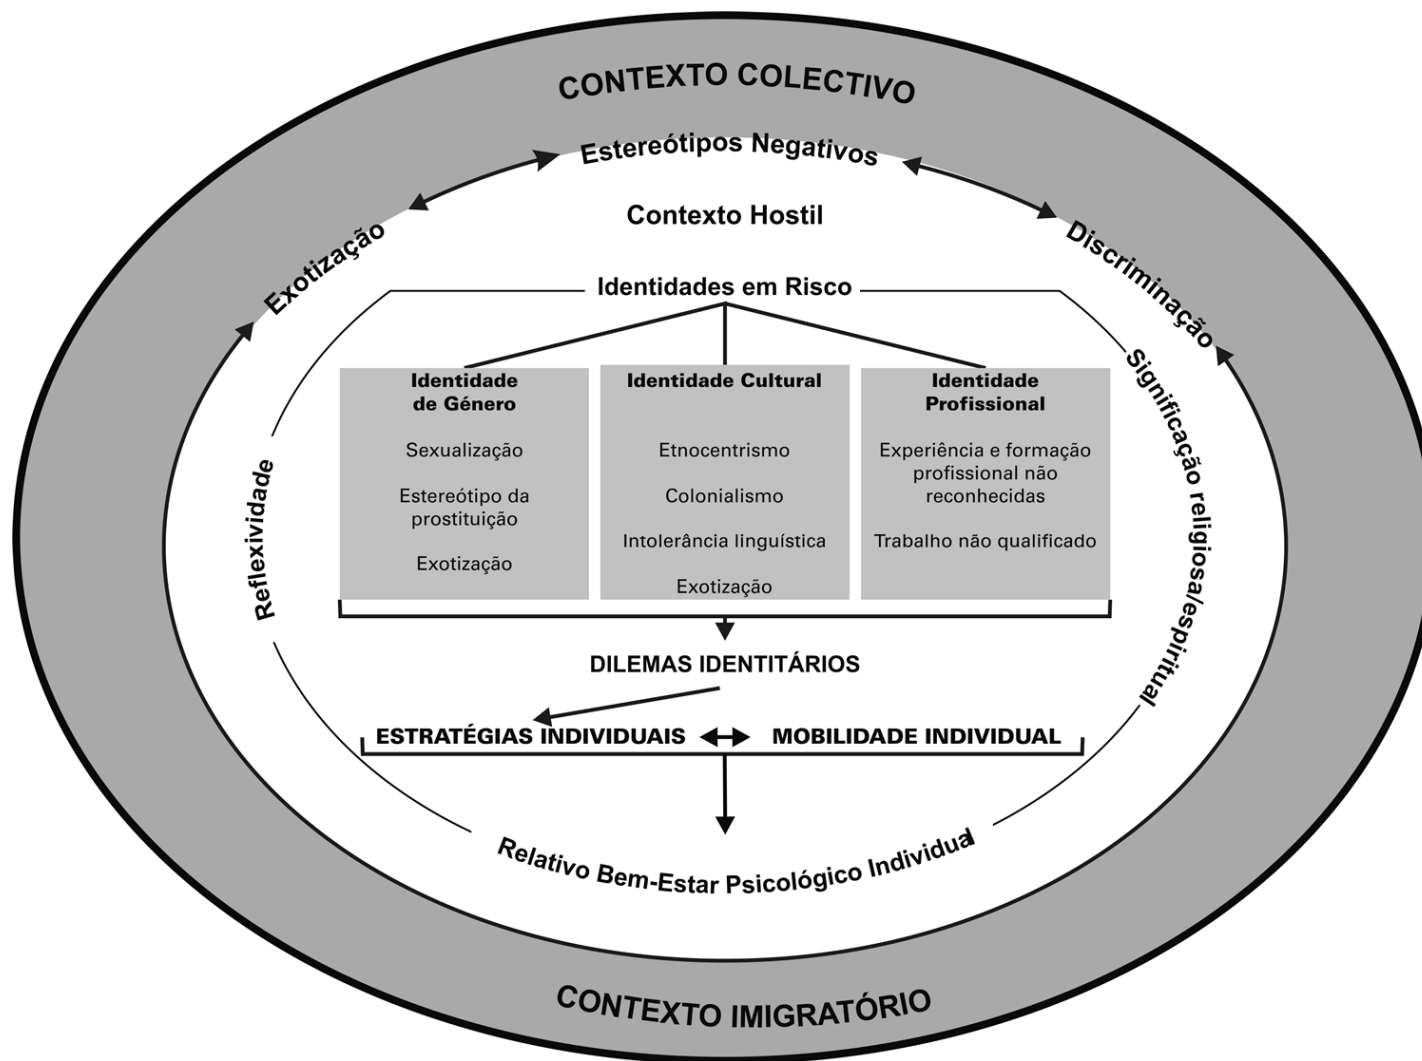 CONTEXTO COLECTIVO
Estereótipos Negativos
Contexto Hostil
Exotização
Discriminação
Identidades em Risco
Identidade
de Género
Sexualização
Estereótipo da
prostituição
Exotização
Identidade Cultural
Etnocentrismo
Colonialismo
Intolerância linguística
Exotização
Identidade
Profissional
Experiência e formação
profissional não
reconhecidas
Trabalho não qualificado
Reflexividade
Significação religiosa/espiritual
DILEMAS IDENTITÁRIOS
ESTRATÉGIAS INDIVIDUAIS
MOBILIDADE INDIVIDUAL
Relativo Bem-Estar Psicológico Individual
CONTEXTO IMIGRATÓRIO